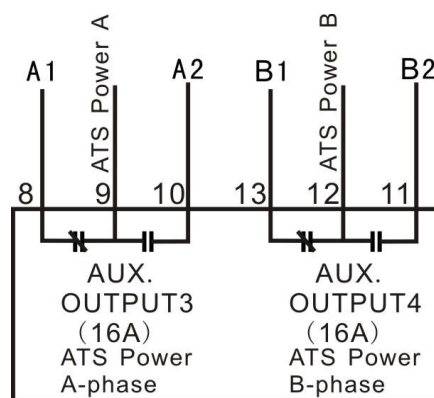 A1
ATS Power A
A2
B1
ATS Power B
B2
8
9
10
13
12
11
AUX.
OUTPUT3
(16A)
ATS Power
A-phase
AUX.
OUTPUT4
(16A)
ATS Power
B-phase